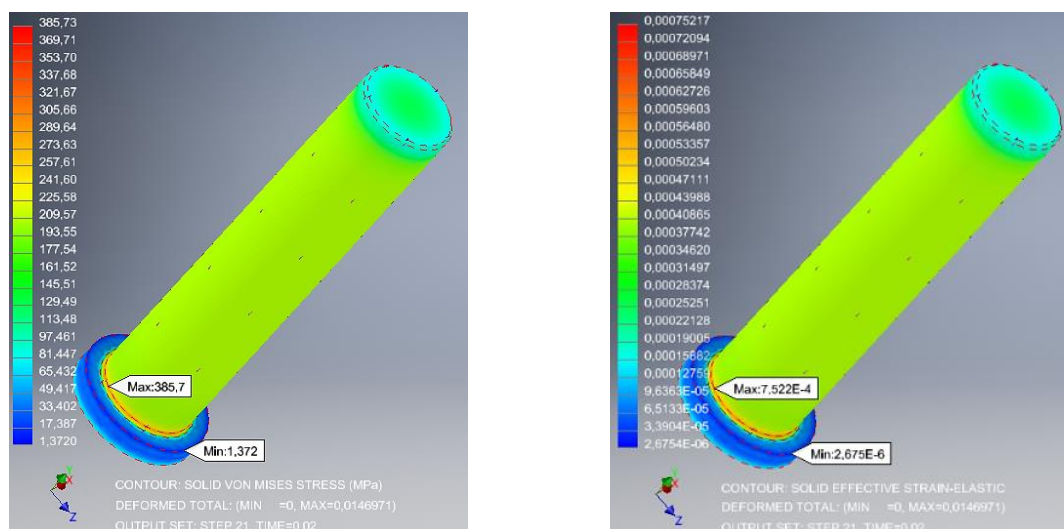 385,73
369,71
353,70
337,68
321,67
305,66
289,64
273,63
257,61
241,60
225,58
209,57
193,55
177,54
161,52
145,51
129,49
113,48
97,461
81,447
65,432
49,417
33,402
17,387
1,3720
Max:385,7
Min:1,372
Y
X
Z
CONTOUR: SOLID VON MISES STRESS (MPa)
DEFORMED TOTAL: (MIN =0, MAX=0,0146971)
OUTPUT SET: STEP 21, TIME=0.02
0,00075217
0,00072094
0,00068971
0,00065849
0,00062726
0,00059603
0,00056480
0,00053357
0,00050234
0,00047111
0,00043988
0,00040865
0,00037742
0,00034620
0,00031497
0,00028374
0,00025251
0,00022128
0,00019005
0,00015882
0,00012759
9,6363E-05
6,5133E-05
3,3904E-05
2,6754E-06
Max:7,522E-4
Min:2,675E-6
Y
X
Z
CONTOUR: SOLID EFFECTIVE STRAIN-ELASTIC
DEFORMED TOTAL: (MIN =0, MAX=0,0146971)
OUTPUT SET: STEP 21, TIME=0.02